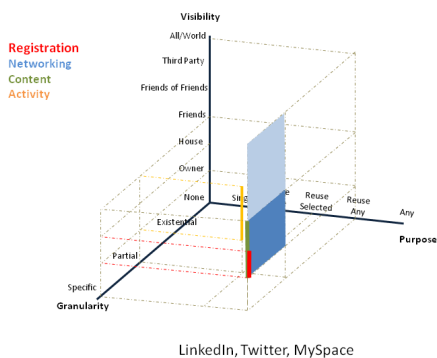 Visibility
All/World
Registration
Networking
Third Party
Content
Friends of Friends
Activity
Friends
House
Owner
None
Reuse
Selected
Reuse
Any
Any
Existential
Purpose
Partial
Specific
Granularity
LinkedIn, Twitter, MySpace